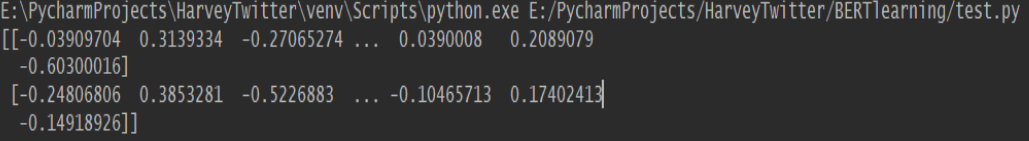 E:\PycharmProjects\HarveyTwitter\venv\Scripts\python.exe E:/PycharmProjects/HarveyTwitter/BERTlearning/test.py
[[-0.03909704  0.3139334  -0.27065274 ...  0.0390008   0.2089079
  -0.60300016]
 [-0.24806806  0.3853281  -0.5226883  ... -0.10465713  0.17402413
  -0.14918926]]